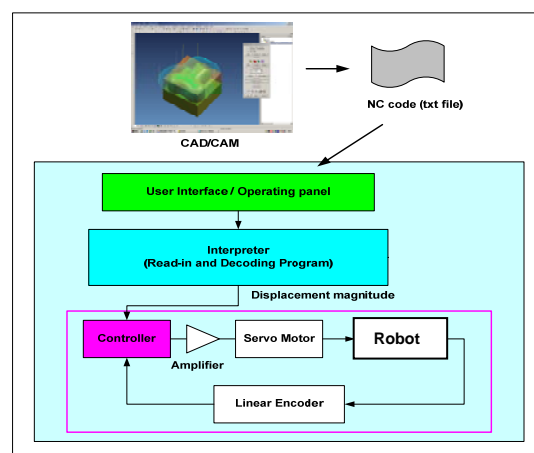 NC code (txt file)
CAD/CAM
User Interface / Operating panel
Interpreter
(Read-in and Decoding Program)
Displacement magnitude
Controller
Amplifier
Servo Motor
Robot
Linear Encoder